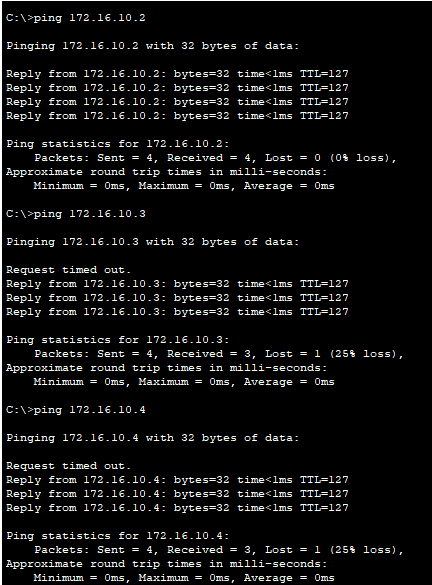 C:\>ping 172.16.10.2
Pinging 172.16.10.2 with 32 bytes of data:
Reply from 172.16.10.2: bytes=32 time<1ms TTL=127
Reply from 172.16.10.2: bytes=32 time<1ms TTL=127
Reply from 172.16.10.2: bytes=32 time<1ms TTL=127
Reply from 172.16.10.2: bytes=32 time<1ms TTL=127
Ping statistics for 172.16.10.2:
    Packets: Sent = 4, Received = 4, Lost = 0 (0% loss),
Approximate round trip times in milli-seconds:
    Minimum = 0ms, Maximum = 0ms, Average = 0ms
C:\>ping 172.16.10.3
Pinging 172.16.10.3 with 32 bytes of data:
Request timed out.
Reply from 172.16.10.3: bytes=32 time<1ms TTL=127
Reply from 172.16.10.3: bytes=32 time<1ms TTL=127
Reply from 172.16.10.3: bytes=32 time<1ms TTL=127
Ping statistics for 172.16.10.3:
    Packets: Sent = 4, Received = 3, Lost = 1 (25% loss),
Approximate round trip times in milli-seconds:
    Minimum = 0ms, Maximum = 0ms, Average = 0ms
C:\>ping 172.16.10.4
Pinging 172.16.10.4 with 32 bytes of data:
Request timed out.
Reply from 172.16.10.4: bytes=32 time<1ms TTL=127
Reply from 172.16.10.4: bytes=32 time<1ms TTL=127
Reply from 172.16.10.4: bytes=32 time<1ms TTL=127
Ping statistics for 172.16.10.4:
    Packets: Sent = 4, Received = 3, Lost = 1 (25% loss),
Approximate round trip times in milli-seconds:
    Minimum = 0ms, Maximum = 0ms, Average = 0ms